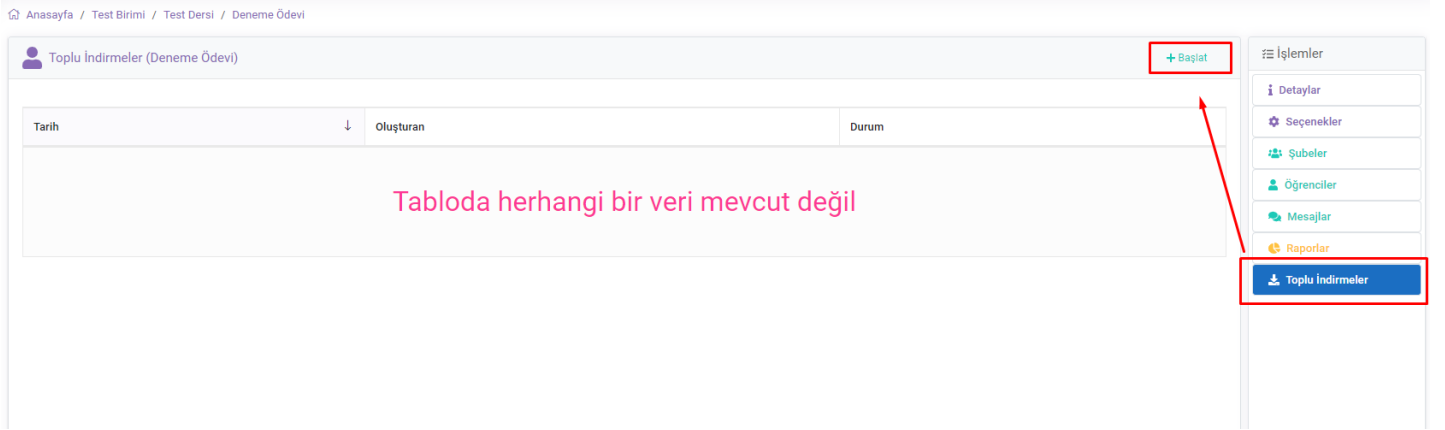 Anasayfa / Test Birimi / Test Dersi / Deneme Ödevi
Toplu İndirmeler (Deneme Ödevi)
+ Başlat
Tarih
Oluşturan
Durum
Tabloda herhangi bir veri mevcut değil
İşlemler
Detaylar
Seçenekler
Şubeler
Öğrenciler
Mesajlar
Raporlar
Toplu İndirmeler